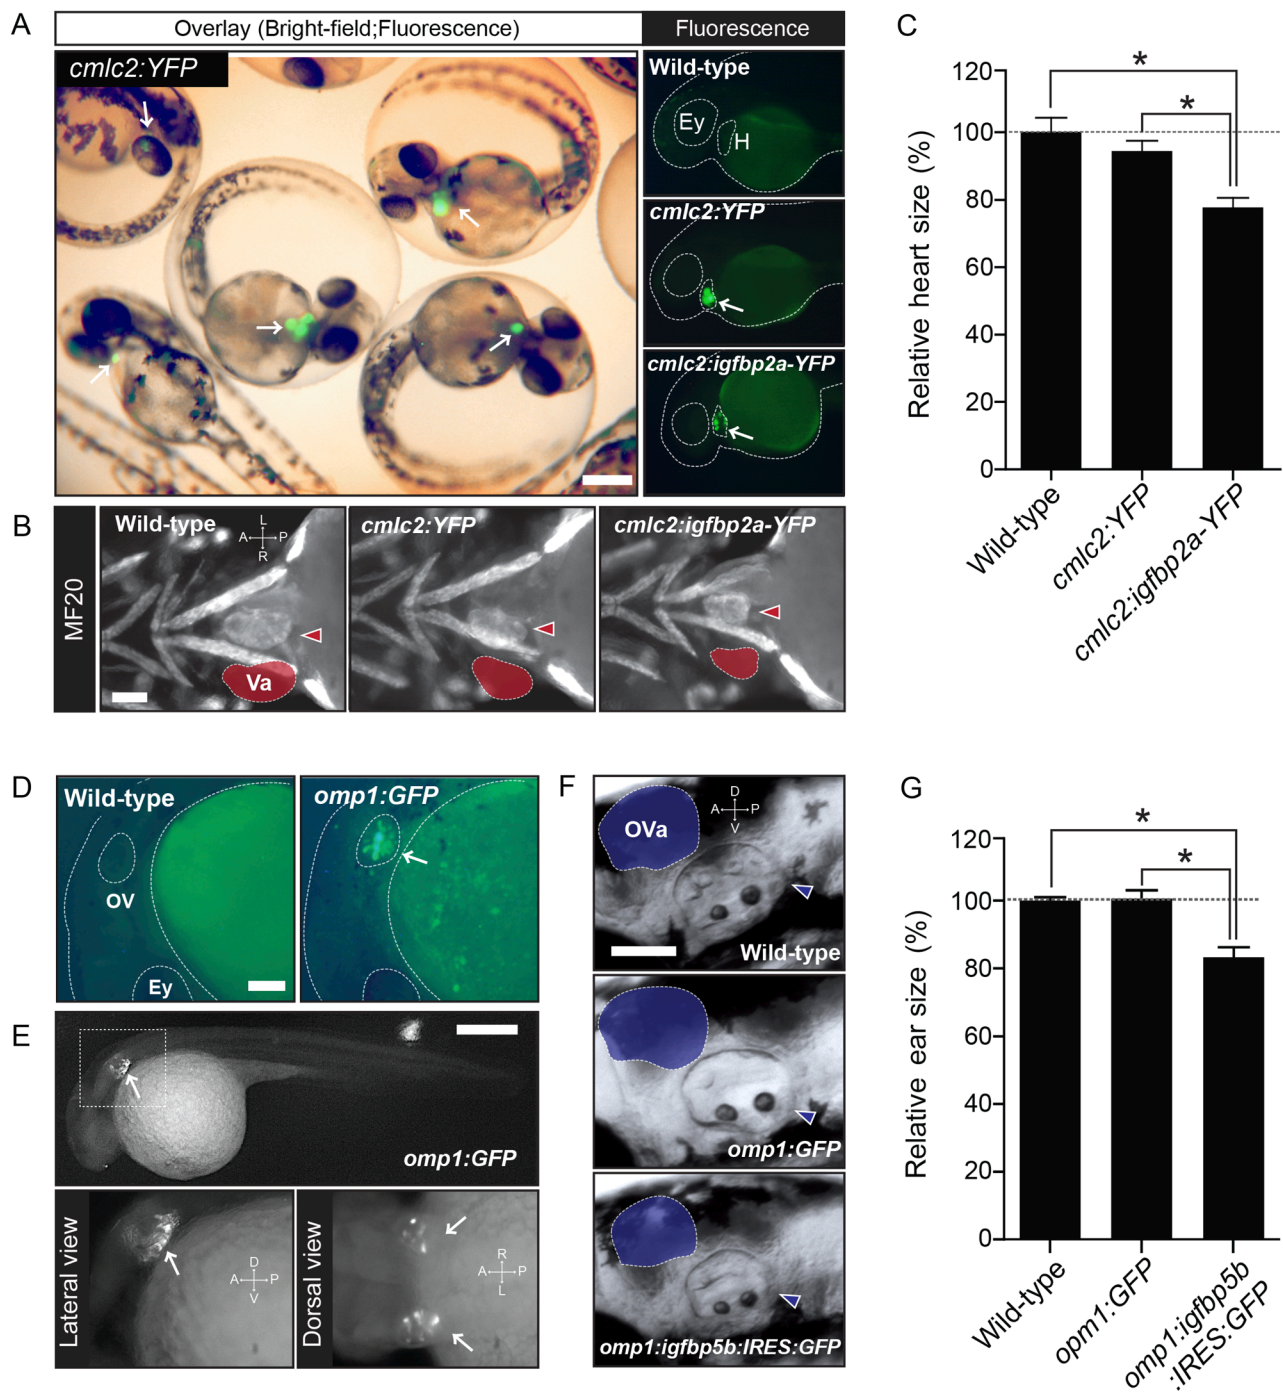 A
Overlay (Bright-field;Fluorescence)
Fluorescence
cmlc2:YFP
Wild-type
Ey
H
cmlc2:YFP
cmlc2:igfbp2a-YFP
B
MF20
Wild-type
L
A P
R
cmlc2:YFP
cmlc2:igfbp2a-YFP
Va
C
Relative heart size (%)
120
100
80
60
40
20
0
*
*
Wild-type
cmlc2:YFP
cmlc2:igfbp2a-YFP
D
Wild-type
OV
Ey
omp1:GFP
E
omp1:GFP
Lateral view
D
A P
V
Dorsal view
R
A P
L
F
OVa
D
A P
V
Wild-type
omp1:GFP
omp1:igfbp5b:IRES:GFP
G
Relative ear size (%)
120
100
80
60
40
20
0
*
*
Wild-type
opm1:GFP
omp1:igfbp5b
:IRES:GFP